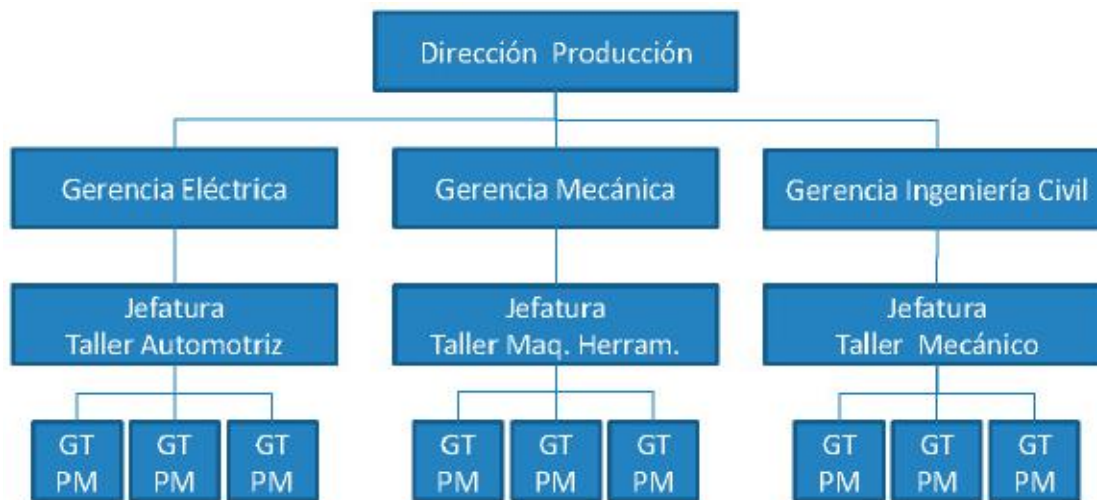 Dirección Producción
Gerencia Eléctrica
Gerencia Mecánica
Gerencia Ingeniería Civil
Jefatura
Taller Automotriz
Jefatura
Taller Maq. Herram.
Jefatura
Taller Mecánico
GT
PM
GT
PM
GT
PM
GT
PM
GT
PM
GT
PM
GT
PM
GT
PM
GT
PM